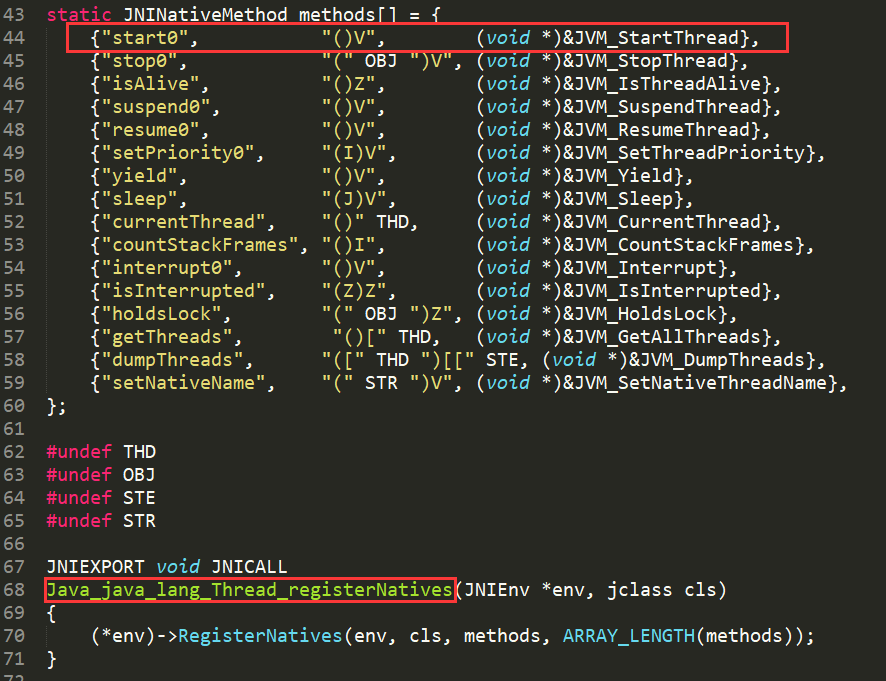 43 static JNINativeMethod methods[] = {
44     {"start0",           "()V",        (void *)&JVM_StartThread},
45     {"stop0",            "(" OBJ ")V", (void *)&JVM_StopThread},
46     {"isAlive",          "()Z",        (void *)&JVM_IsThreadAlive},
47     {"suspend0",         "()V",        (void *)&JVM_SuspendThread},
48     {"resume0",          "()V",        (void *)&JVM_ResumeThread},
49     {"setPriority0",     "(I)V",       (void *)&JVM_SetThreadPriority},
50     {"yield",            "()V",        (void *)&JVM_Yield},
51     {"sleep",            "(J)V",       (void *)&JVM_Sleep},
52     {"currentThread",    "()" THD,     (void *)&JVM_CurrentThread},
53     {"countStackFrames", "()I",        (void *)&JVM_CountStackFrames},
54     {"interrupt0",       "()V",        (void *)&JVM_Interrupt},
55     {"isInterrupted",    "(Z)Z",       (void *)&JVM_IsInterrupted},
56     {"holdsLock",        "(" OBJ ")Z", (void *)&JVM_HoldsLock},
57     {"getThreads",        "()[" THD,   (void *)&JVM_GetAllThreads},
58     {"dumpThreads",      "([" THD ")[[" STE, (void *)&JVM_DumpThreads},
59     {"setNativeName",    "(" STR ")V", (void *)&JVM_SetNativeThreadName},
60 };
61
62 #undef THD
63 #undef OBJ
64 #undef STE
65 #undef STR
66
67 JNIEXPORT void JNICALL
68 Java_java_lang_Thread_registerNatives(JNIEnv *env, jclass cls)
69 {
70     (*env)->RegisterNatives(env, cls, methods, ARRAY_LENGTH(methods));
71 }